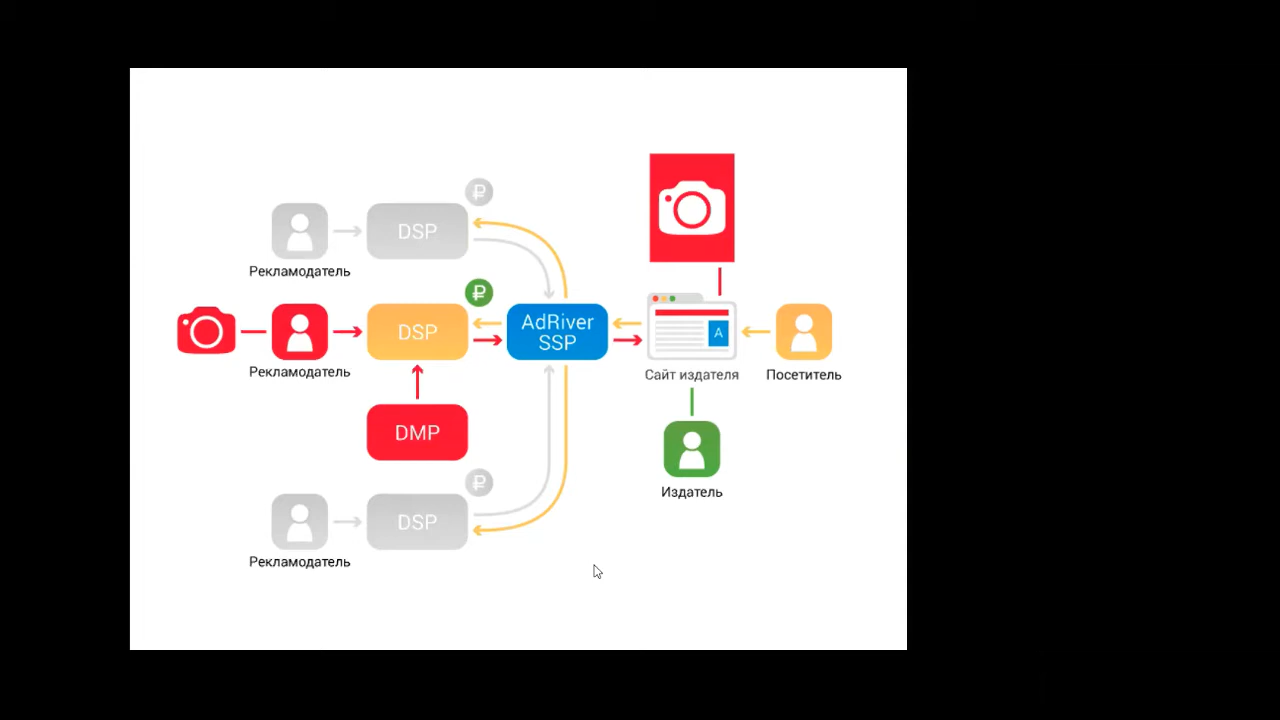 ₽
DSP
Рекламодатель
₽
DSP
AdRiver
SSP
A
Рекламодатель
Сайт издателя
Посетитель
DMP
₽
Издатель
DSP
Рекламодатель